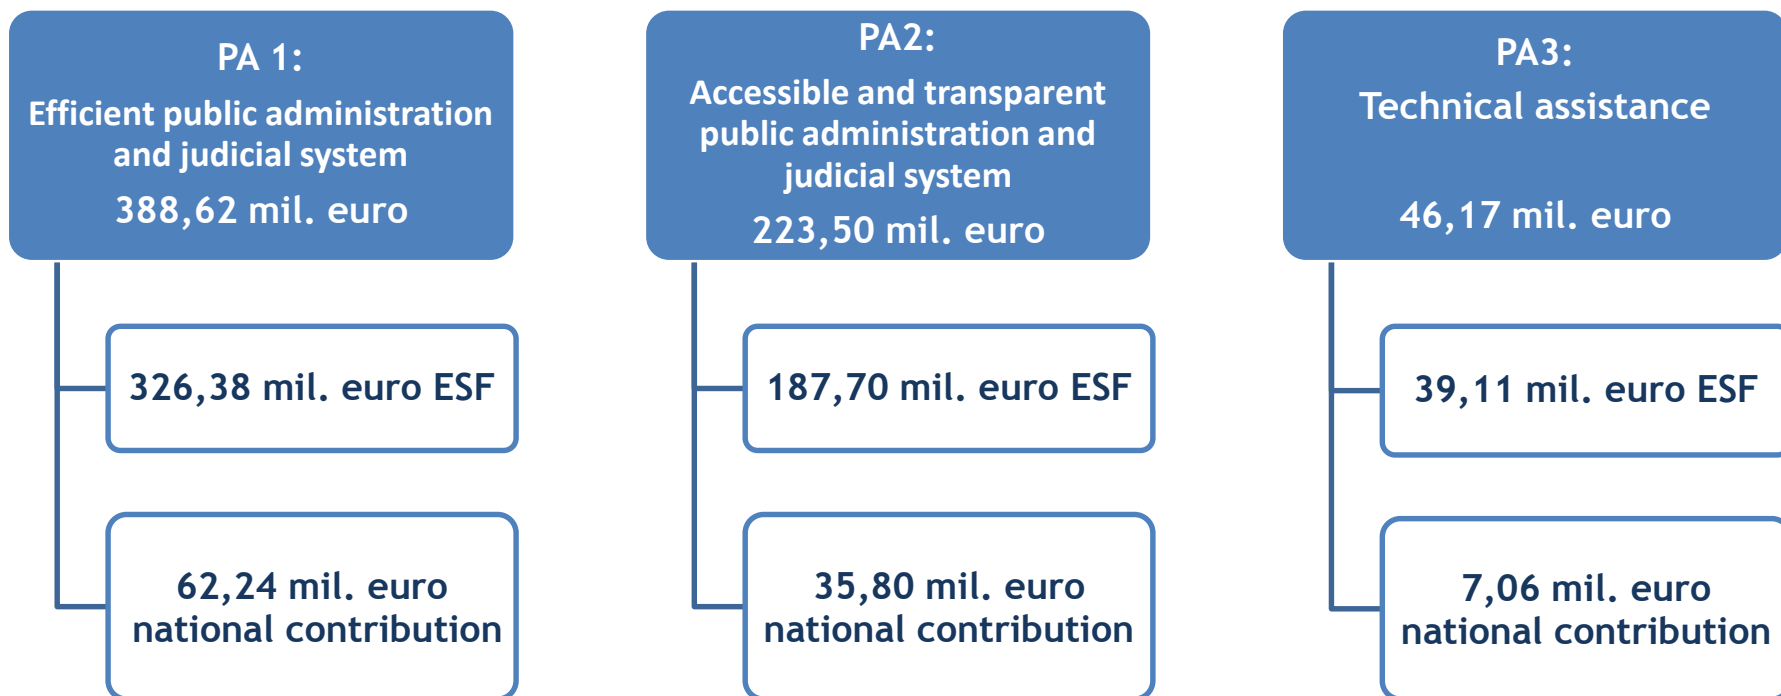 PA 1:
Efficient public administration
and judicial system
388,62 mil. euro
326,38 mil. euro ESF
62,24 mil. euro
national contribution
PA2:
Accessible and transparent
public administration and
judicial system
223,50 mil. euro
187,70 mil. euro ESF
35,80 mil. euro
national contribution
PA3:
Technical assistance
46,17 mil. euro
39,11 mil. euro ESF
7,06 mil. euro
national contribution